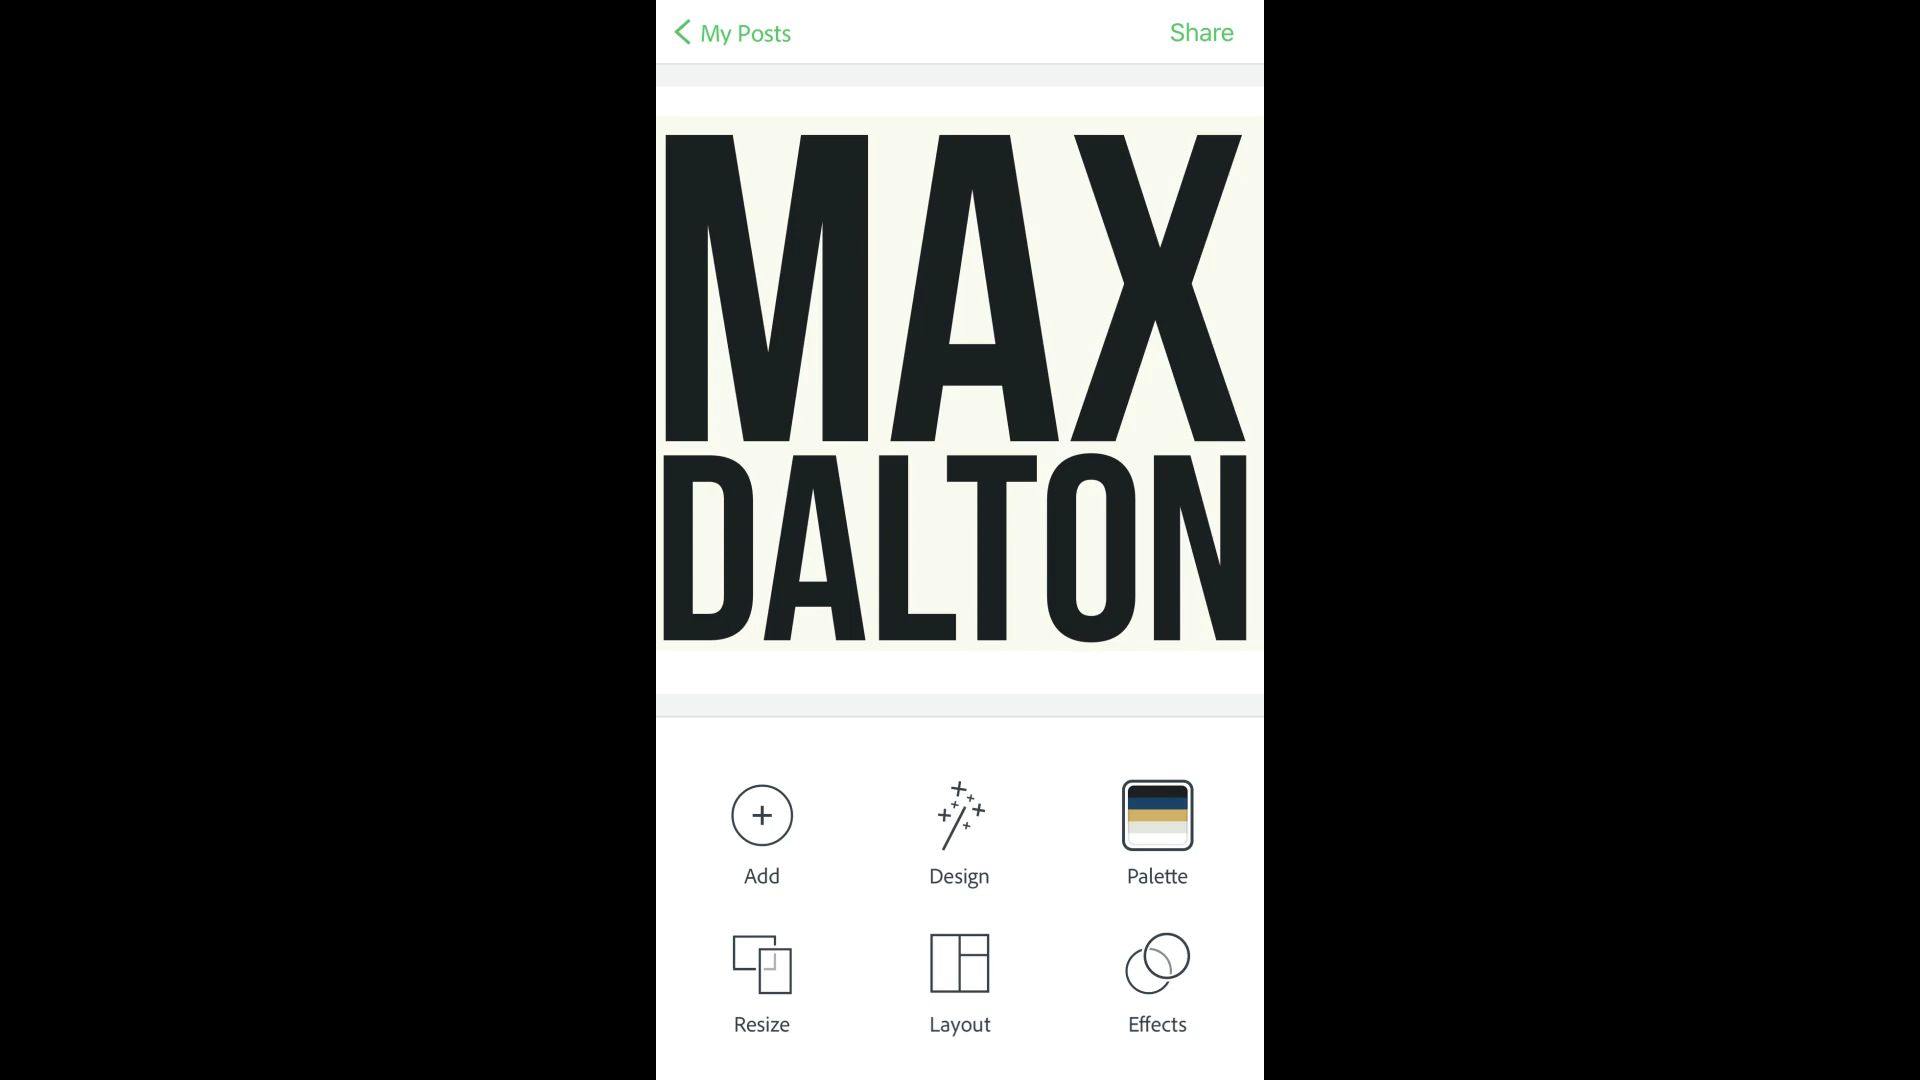 My Posts
Share
MAX
DALTON
Add
Design
Palette
Resize
Layout
Effects